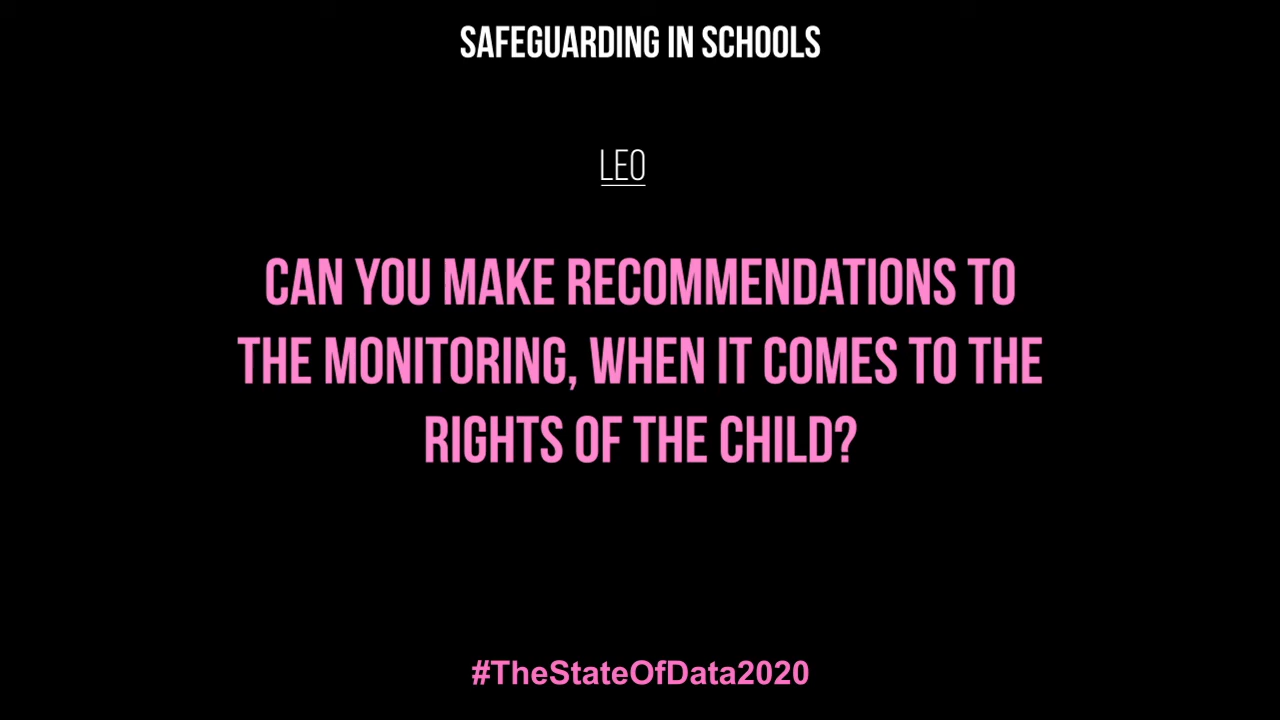 SAFEGUARDING IN SCHOOLS
LEO
CAN YOU MAKE RECOMMENDATIONS TO
THE MONITORING, WHEN IT COMES TO THE
RIGHTS OF THE CHILD?
#TheStateOfData2020